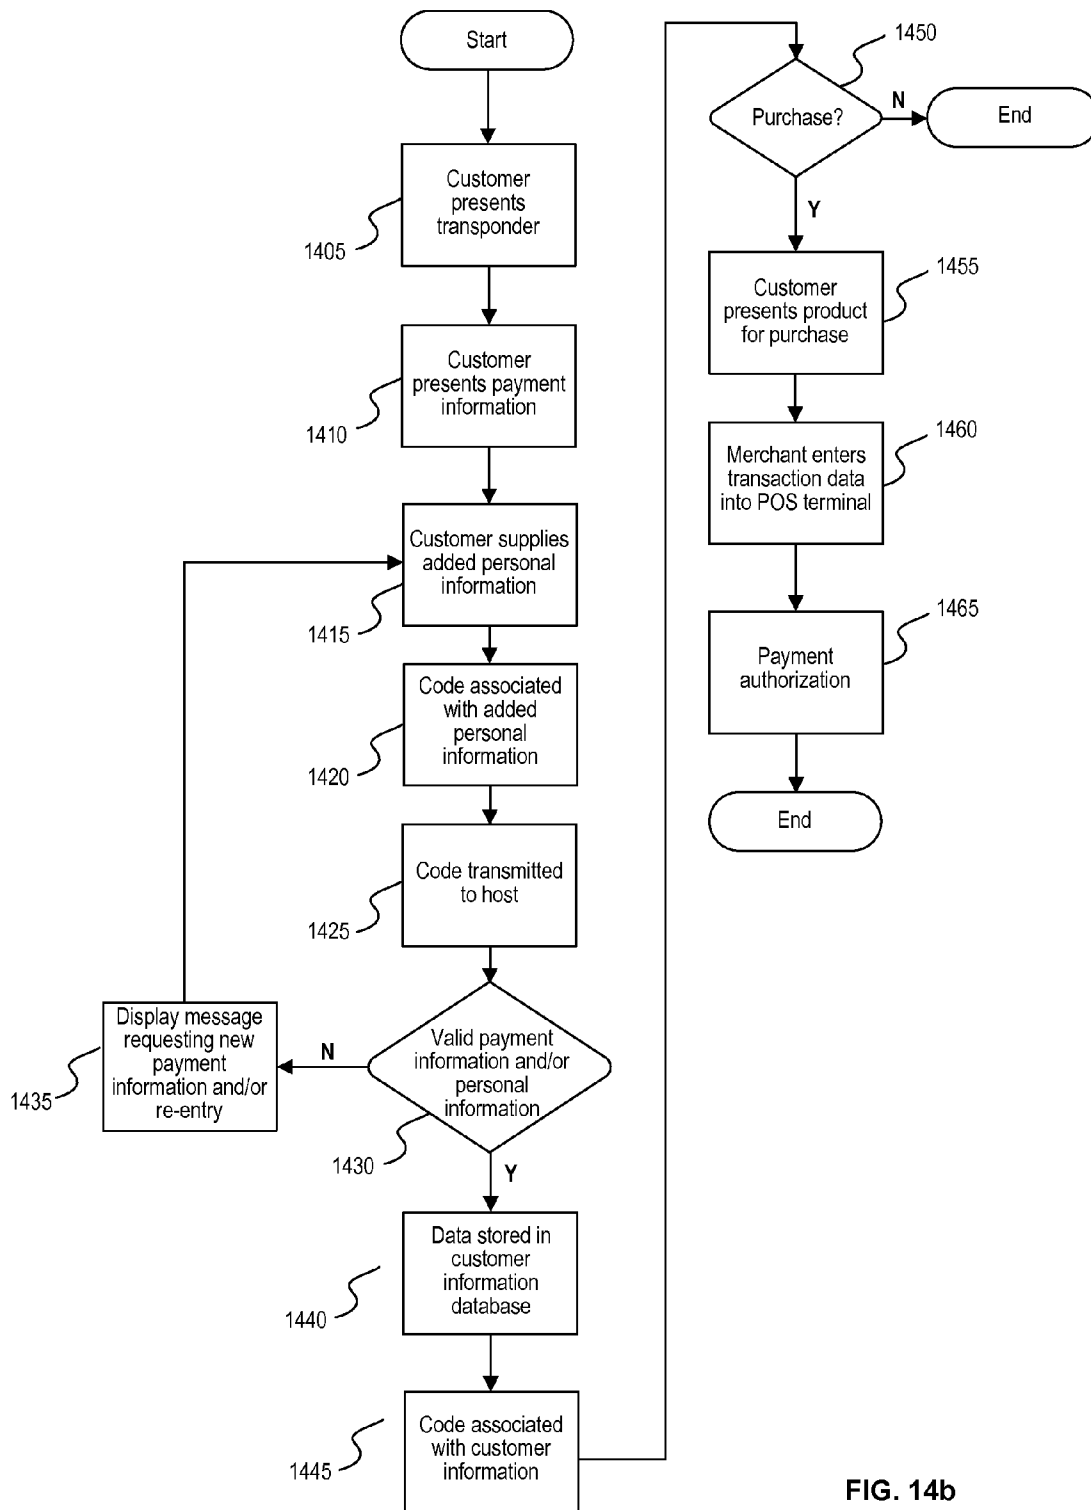 Start
Customer
presents
transponder
1405
Customer
presents payment
information
1410
Customer supplies
added personal
information
1415
Code associated
with added
personal
information
1420
Code transmitted
to host
1425
Valid payment
information and/or
personal
information
1430
N
Display message
requesting new
payment
information and/or
re-entry
1435
Y
Data stored in
customer
information
database
1440
Code associated
with customer
information
1445
1450
Purchase?
N
End
Y
1455
Customer
presents product
for purchase
1460
Merchant enters
transaction data
into POS terminal
1465
Payment
authorization
End
FIG. 14b